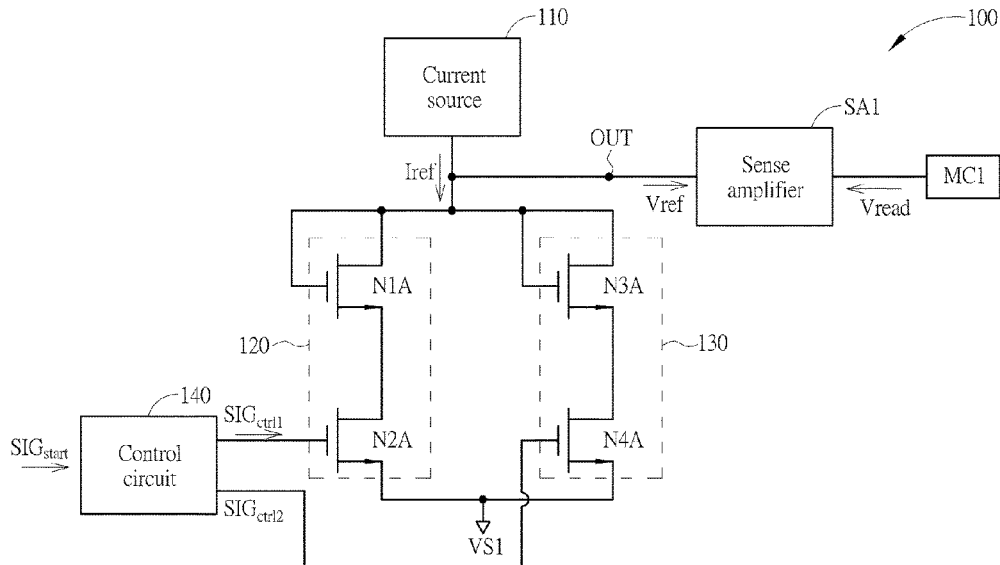 110
100
Current
source
SA1
OUT
Iref
Sense
amplifier
MC1
Vref
Vread
N1A
N3A
120
130
140
SIGctrl1
SIGstart
Control
circuit
N2A
N4A
SIGctrl2
VS1